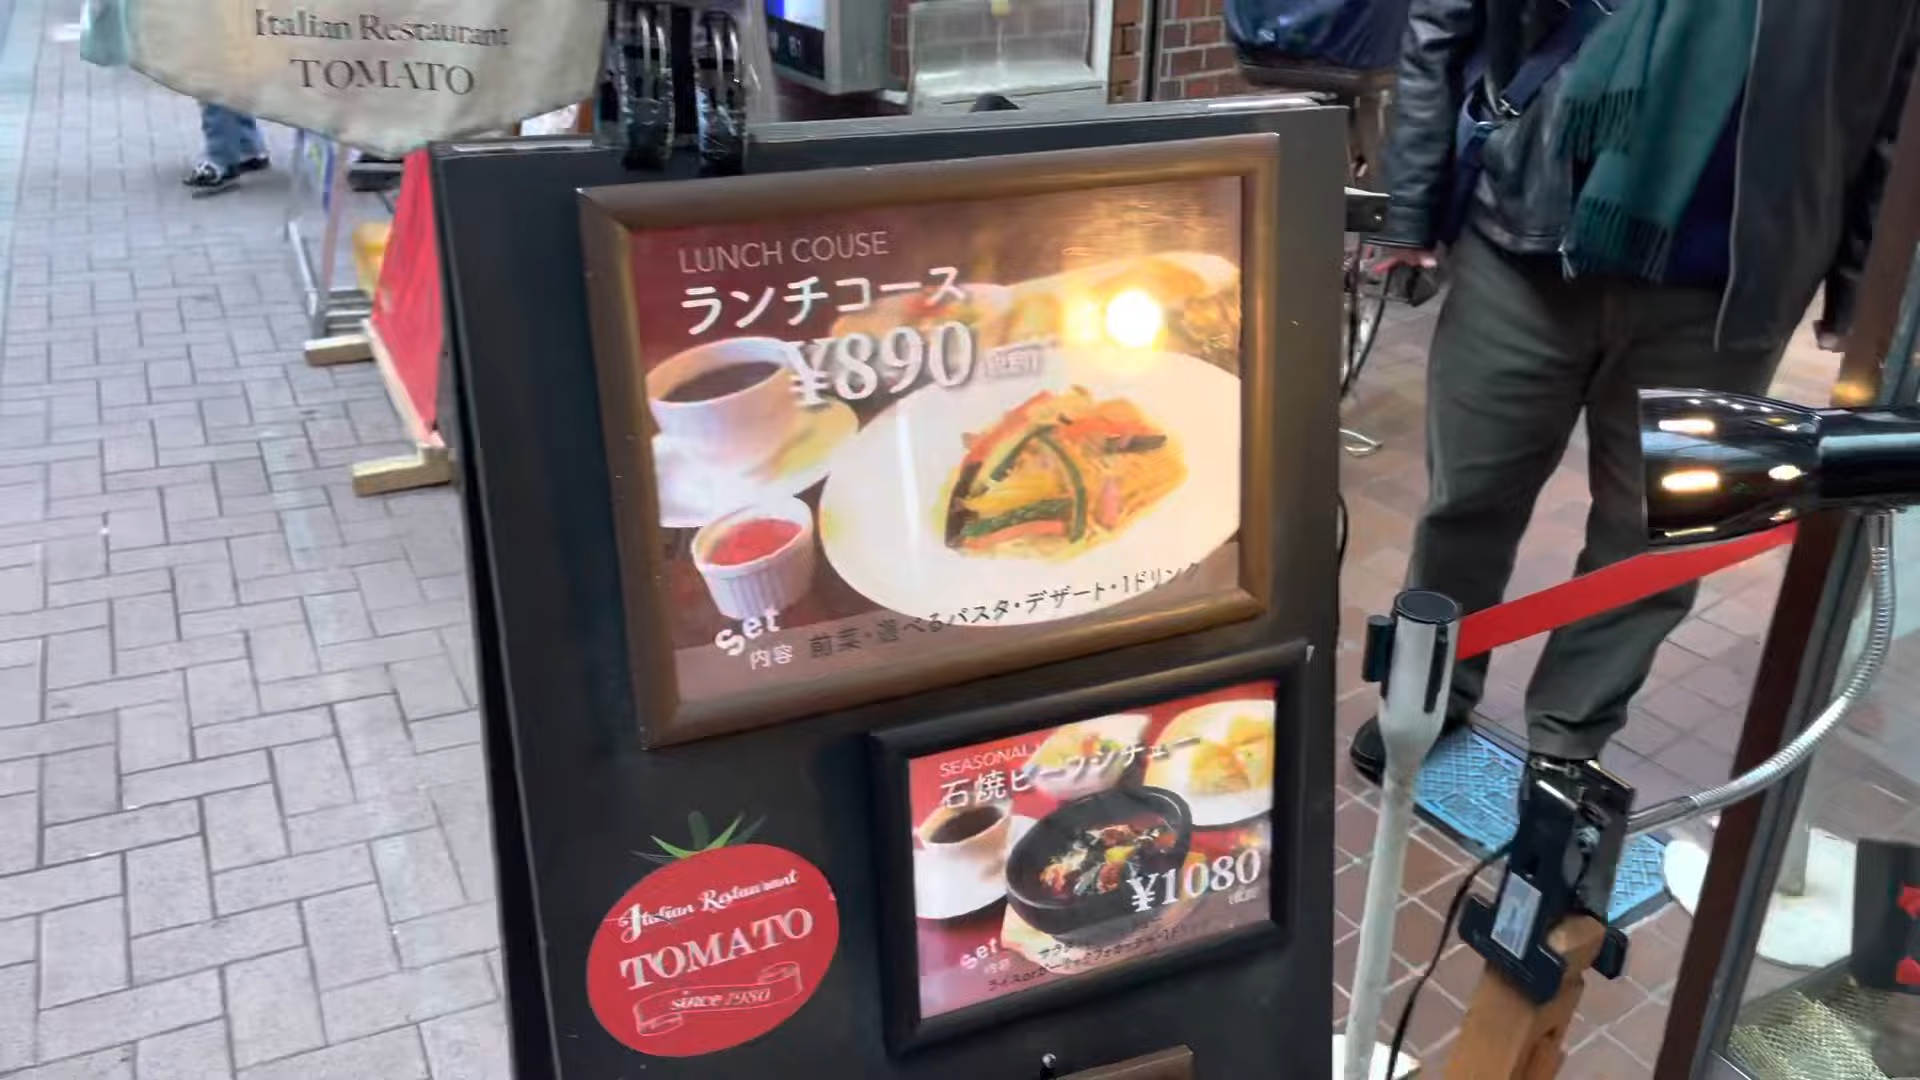 Italian Restaurant
TOMATO
LUNCH COUSE
ランチコース
¥890
set
内容 前菜・選べるパスタ・デザート・1ドリンク
SEASONAL
石焼ビーフシチュー
¥1080
set
内容
Italian Restaurant
TOMATO
since 1980